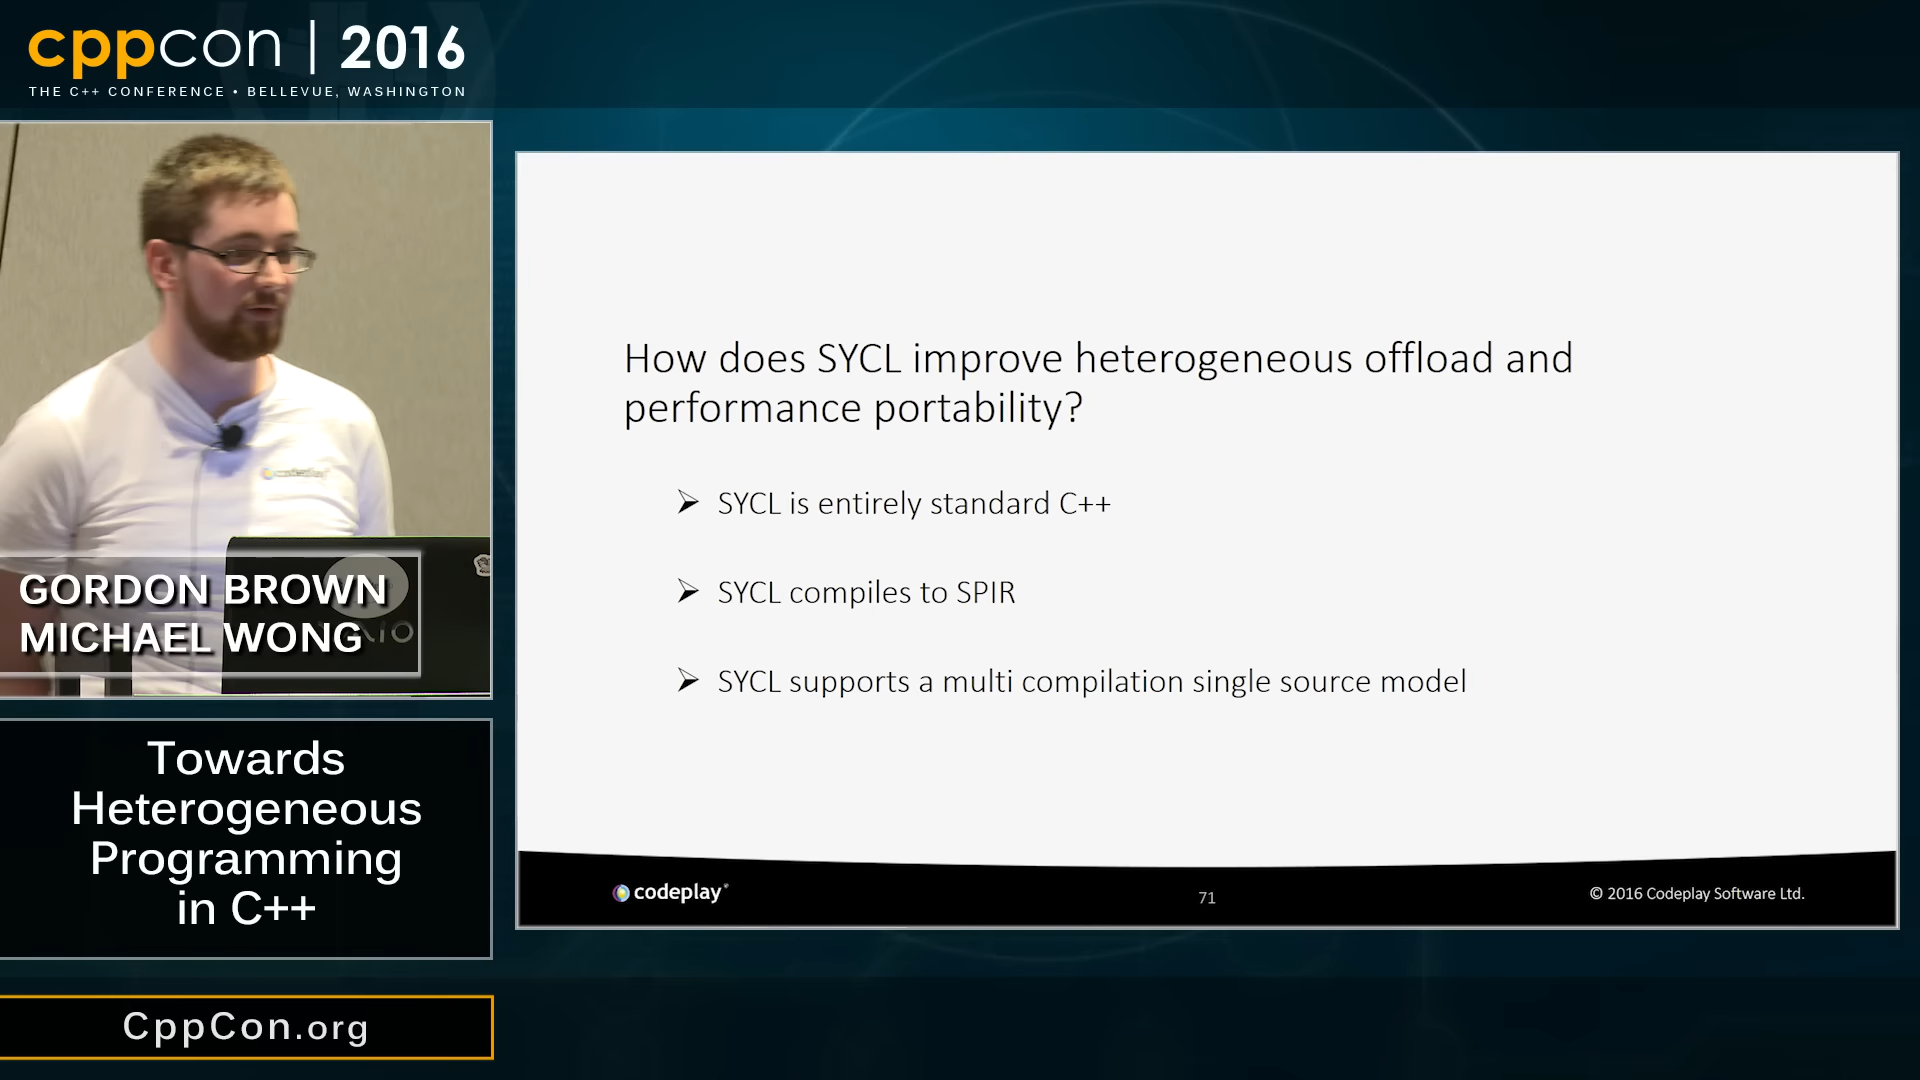 cppcon | 2016
THE C++ CONFERENCE • BELLEVUE, WASHINGTON
GORDON BROWN
MICHAEL WONG
Towards
Heterogeneous
Programming
in C++
CppCon.org
How does SYCL improve heterogeneous offload and
performance portability?
➢ SYCL is entirely standard C++
➢ SYCL compiles to SPIR
➢ SYCL supports a multi compilation single source model
codeplay®
71
© 2016 Codeplay Software Ltd.
codeplay